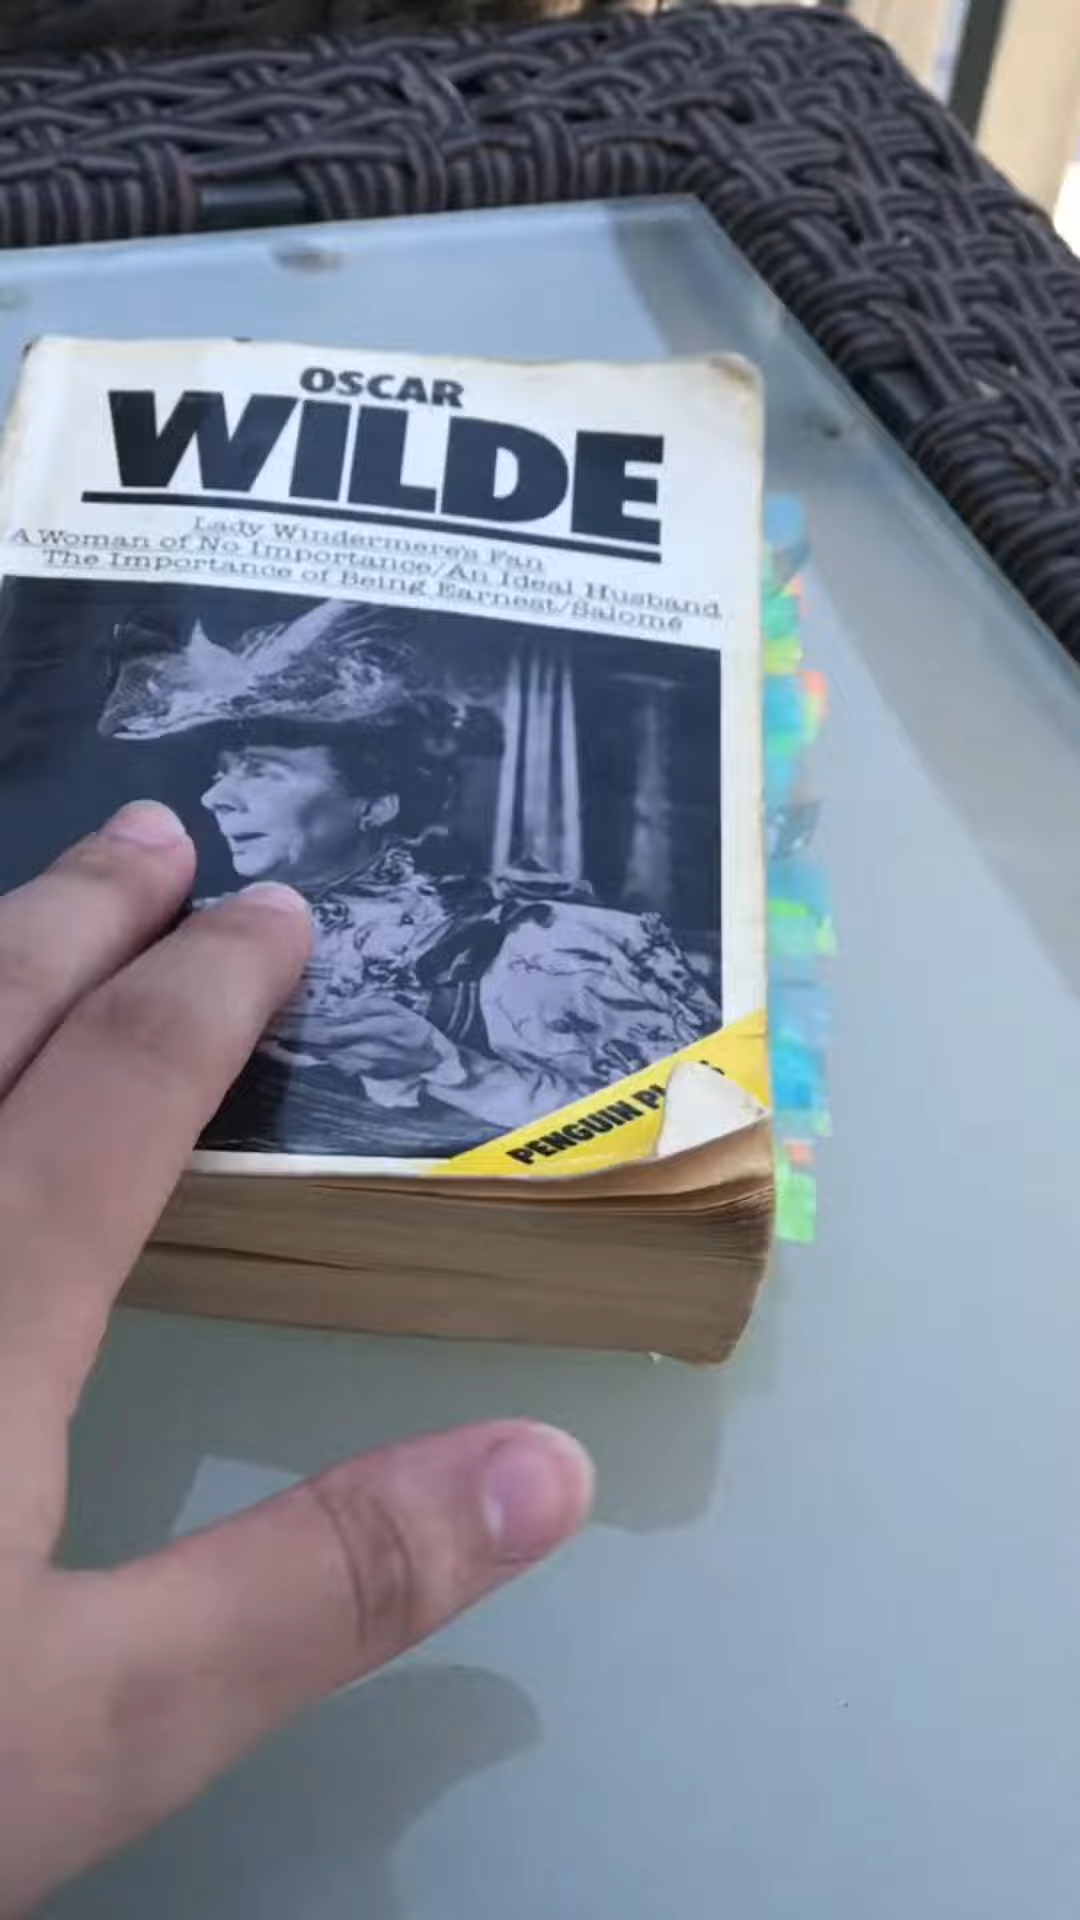 OSCAR
WILDE
Lady Windermere's Fan
A Woman of No Importance/An Ideal Husband
The Importance of Being Earnest/Salomé
PENGUIN